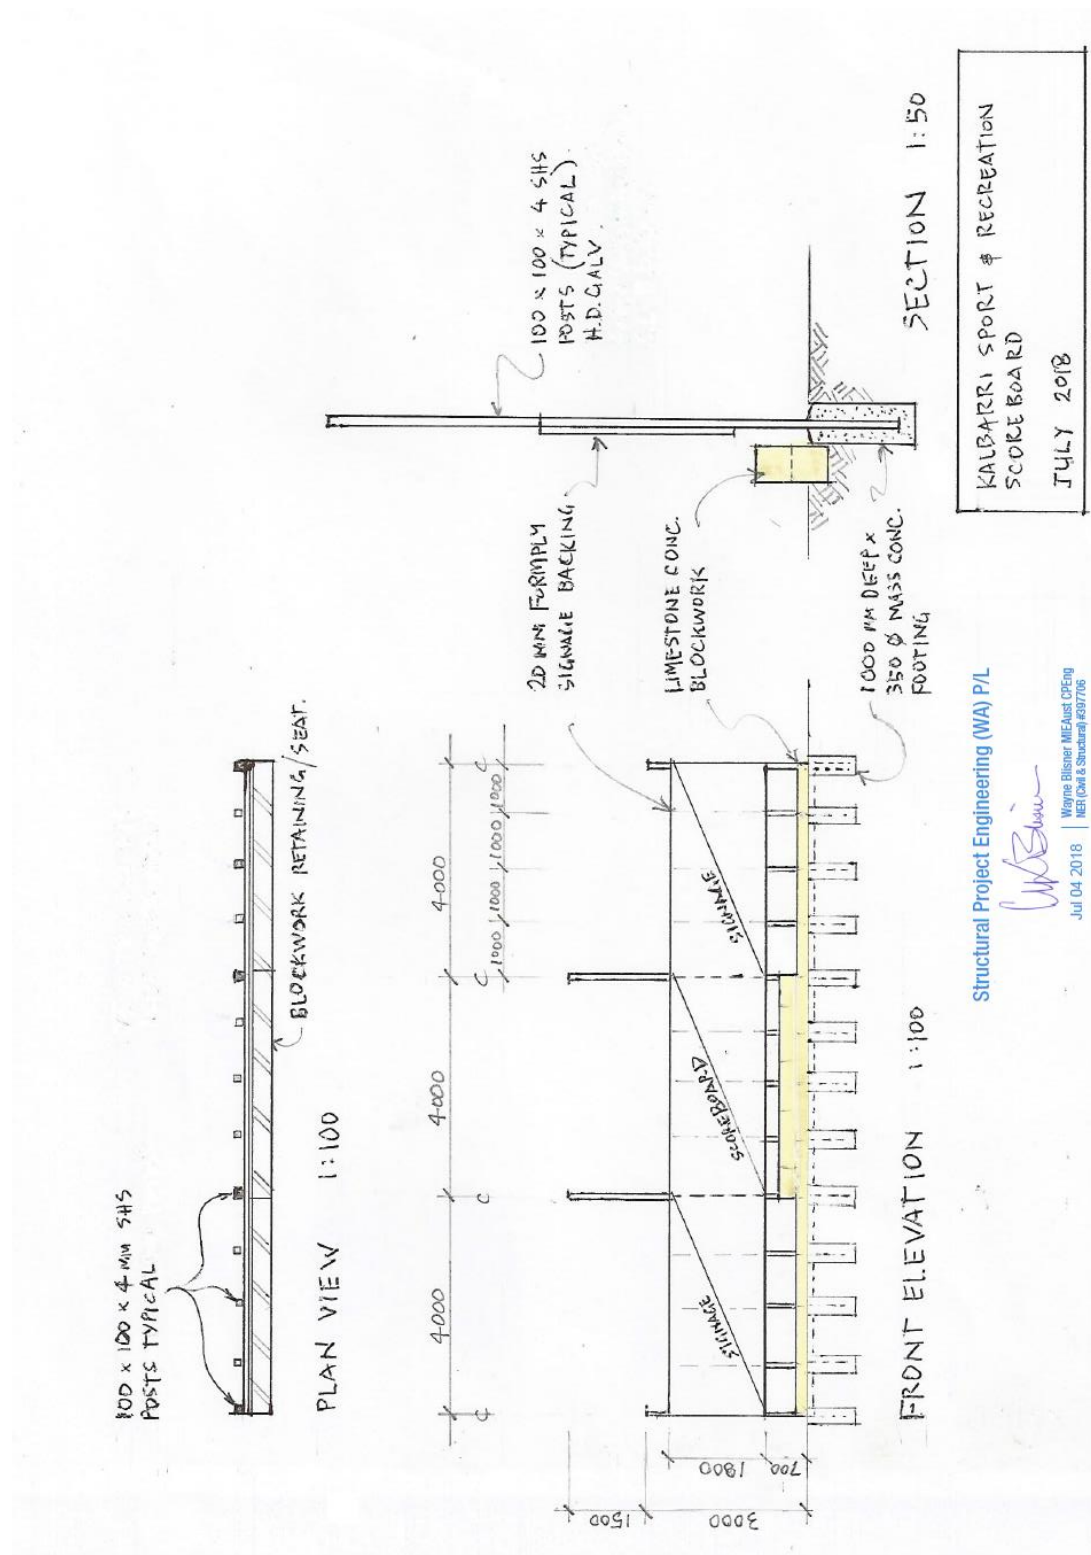 100 x 100 x 4 MM SHS
POSTS TYPICAL
BLOCKWORK RETAINING/SEAT.
PLAN VIEW 1:100
4000
4000
4000
1000
1000
1000
1000
C
C
C
C
1500
3000
1800
700
SIGNAGE
SCOREBOARD
SIGNAGE
FRONT ELEVATION 1:100
20 MM FORMPLY
SIGNAGE BACKING
LIMESTONE CONC.
BLOCKWORK
1000 MM DEEP x
350 Ø MASS CONC.
FOOTING
100 x 100 x 4 SHS
POSTS (TYPICAL)
H.D. GALV.
SECTION 1:50
Structural Project Engineering (WA) P/L
Jul 04 2018
Wayne Blisner MIEAust CPEng
NER (Civil & Structural) #397706
KALBARRI SPORT & RECREATION
SCOREBOARD
JULY 2018